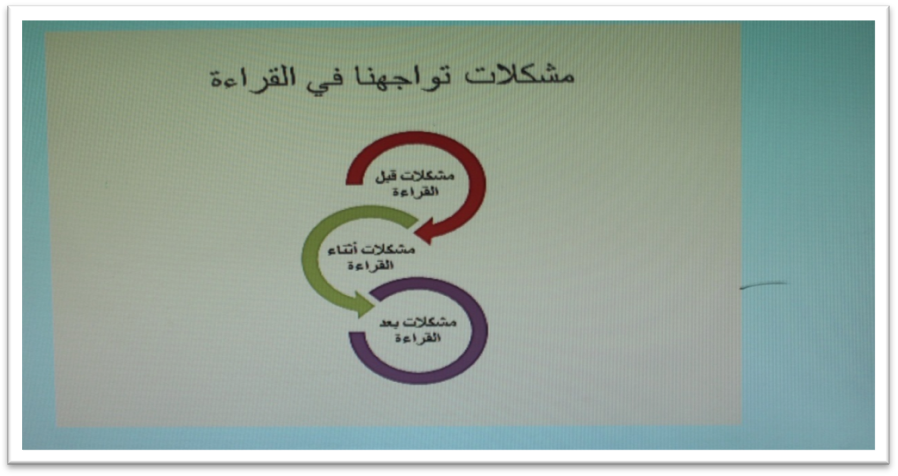 مشكلات تواجهنا في القراءة
مشكلات قبل
القراءة
مشكلات أثناء
القراءة
مشكلات بعد
القراءة